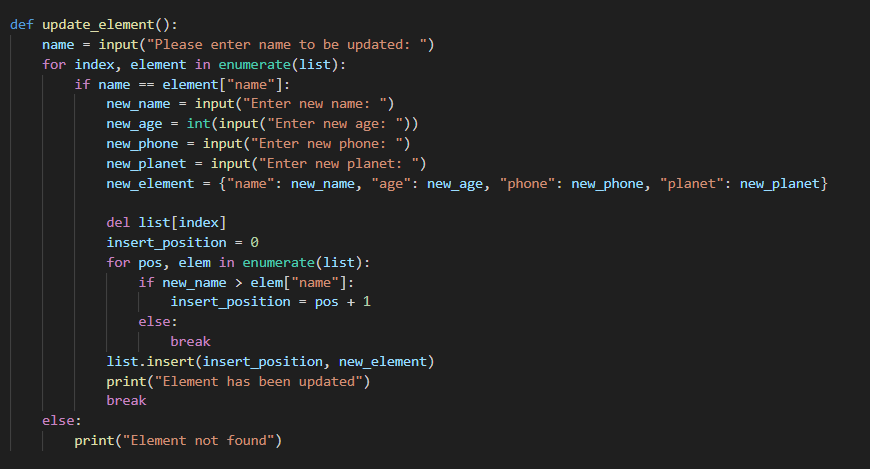 def update_element():
    name = input("Please enter name to be updated: ")
    for index, element in enumerate(list):
        if name == element["name"]:
            new_name = input("Enter new name: ")
            new_age = int(input("Enter new age: "))
            new_phone = input("Enter new phone: ")
            new_planet = input("Enter new planet: ")
            new_element = {"name": new_name, "age": new_age, "phone": new_phone, "planet": new_planet}

            del list[index]
            insert_position = 0
            for pos, elem in enumerate(list):
                if new_name > elem["name"]:
                    insert_position = pos + 1
                else:
                    break
            list.insert(insert_position, new_element)
            print("Element has been updated")
            break
    else:
        print("Element not found")